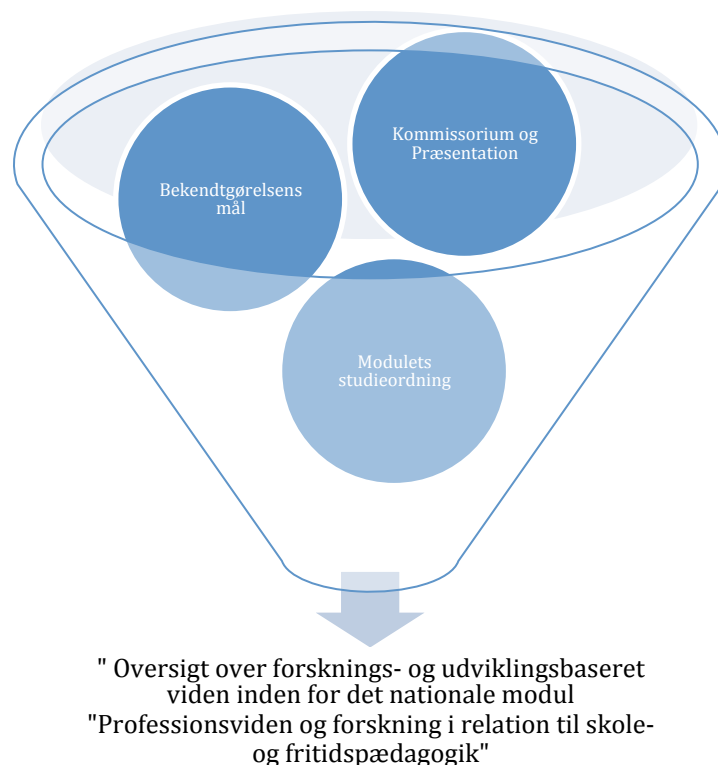 Kommissorium og
Præsentation
Bekendtgørelsens
mål
Modulets
studieordning
" Oversigt over forsknings- og udviklingsbaseret
viden inden for det nationale modul
"Professionsviden og forskning i relation til skole-
og fritidspædagogik"